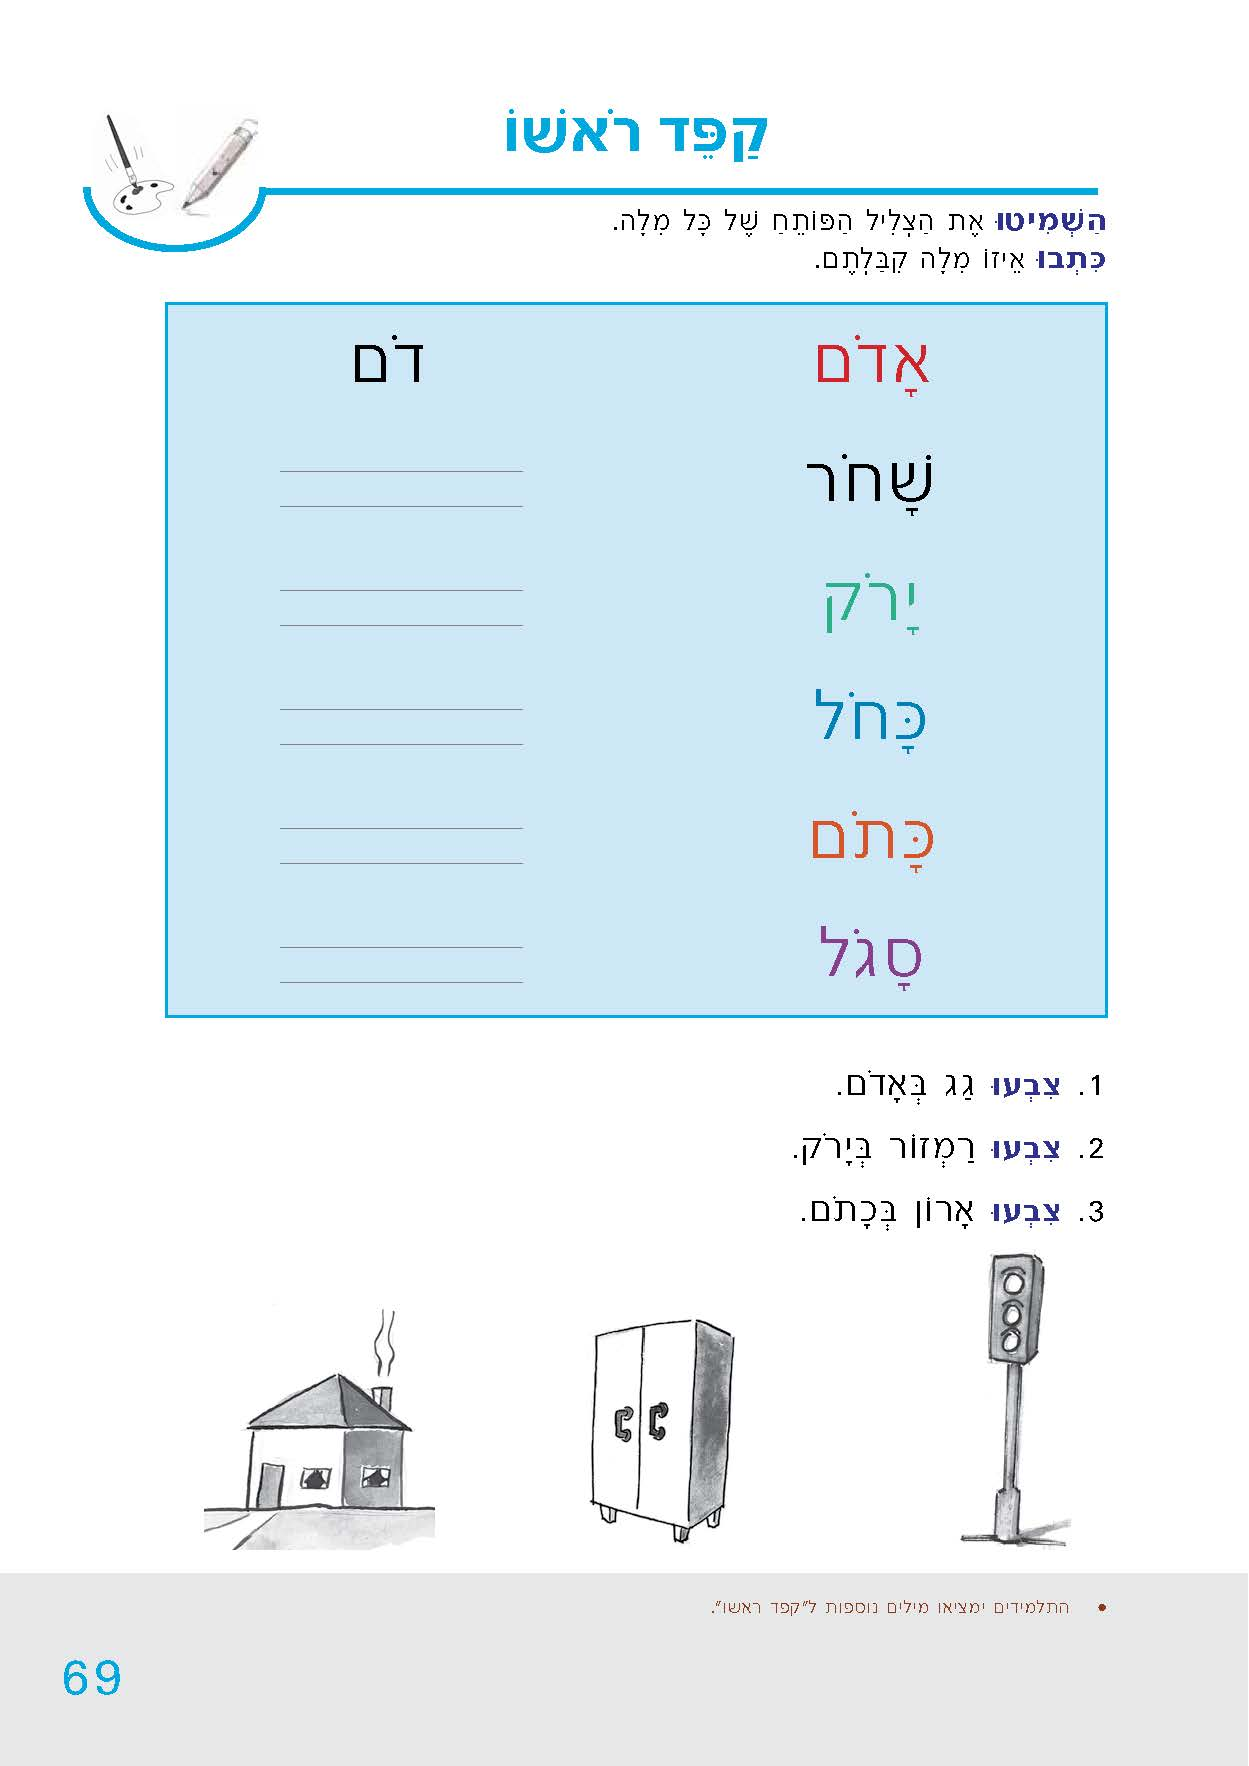 קַפֵּד רֹאשׁוֹ
הַשְׁמִיטוּ אֶת הַצְּלִיל הַפּוֹתֵחַ שֶׁל כָּל מִלָּה.
כִּתְבוּ אֵיזוֹ מִלָּה קִבַּלְתֶּם.
אָדֹם דֹם
שָׁחֹר
יָרֹק
כָּחֹל
כָּתֹם
סָגֹל
1. צִבְעוּ גַּג בְּאָדֹם.
2. צִבְעוּ רַמְזוֹר בְּיָרֹק.
3. צִבְעוּ אָרוֹן בְּכָתֹם.
• התלמידים ימציאו מילים נוספות ל"קפד ראשו".
69